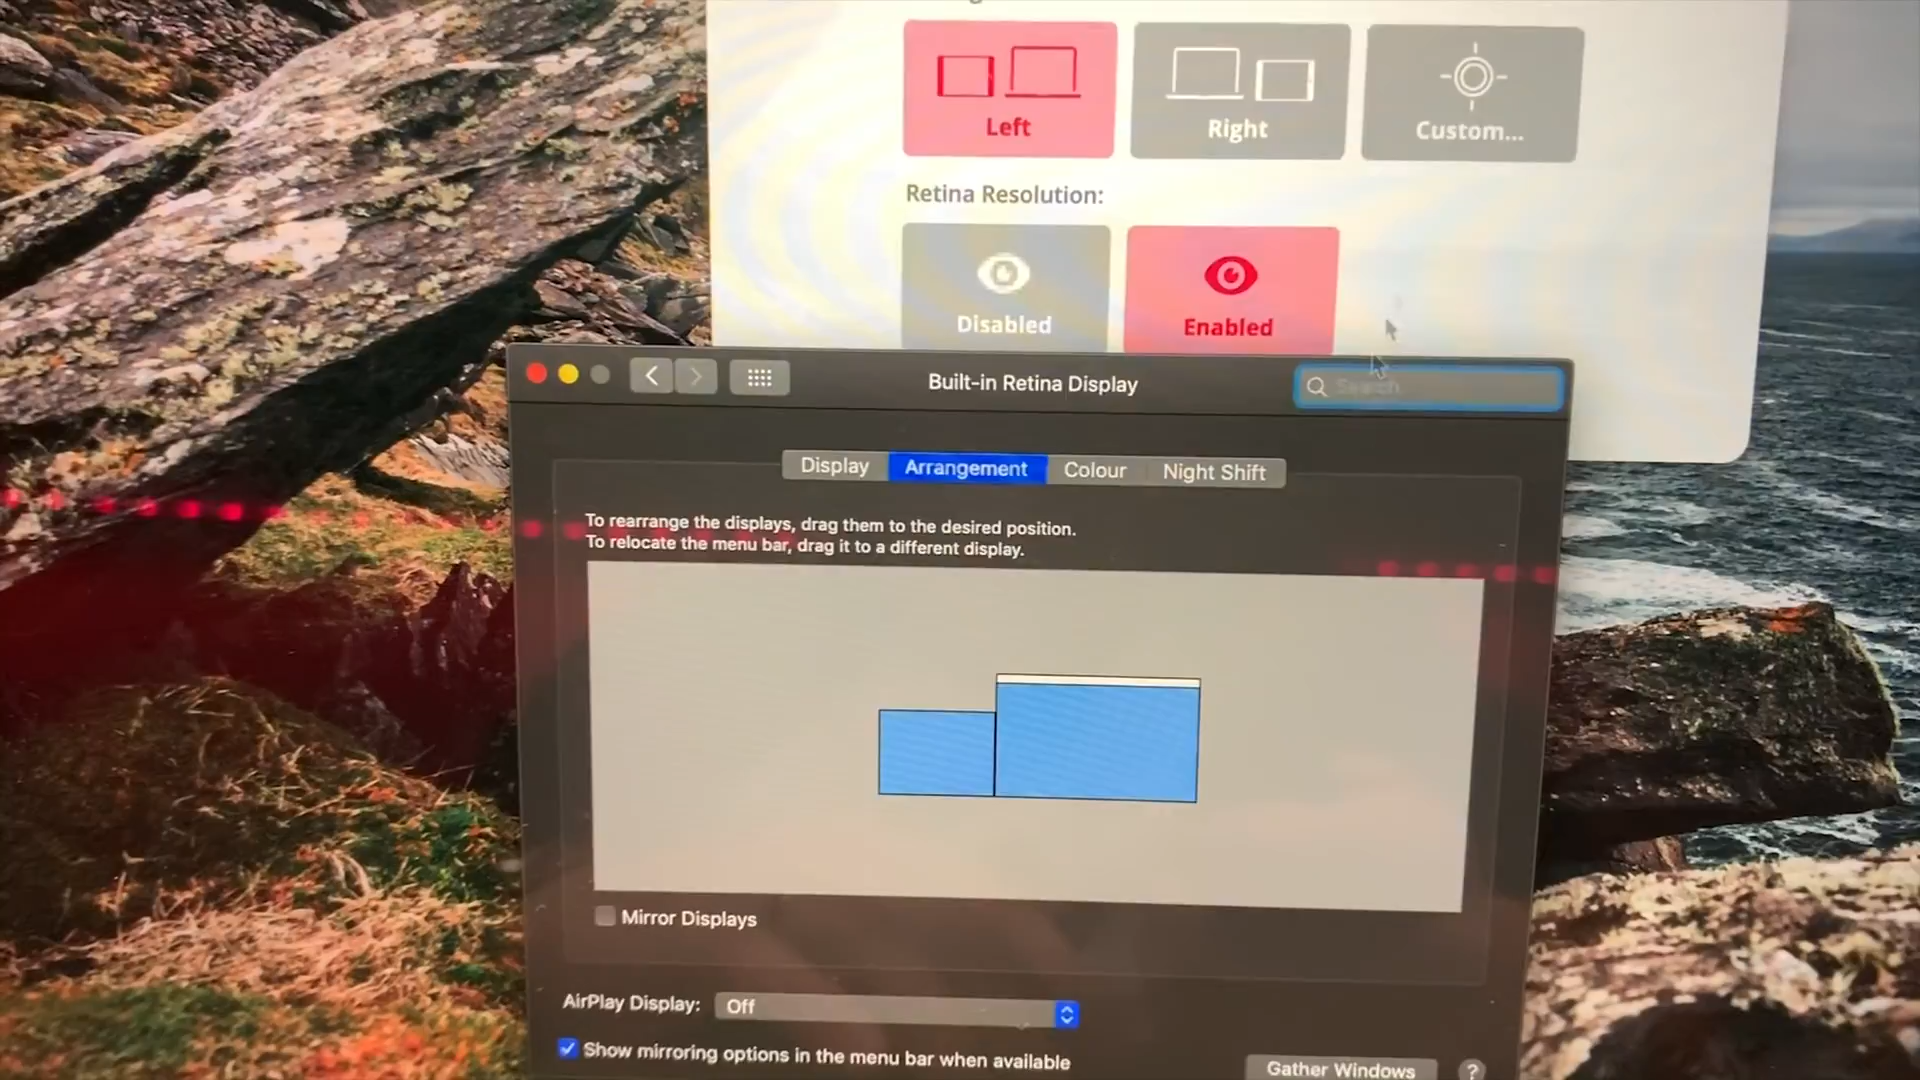 Left
Right
Custom...
Retina Resolution:
Disabled
Enabled
Built-in Retina Display
Search
Display
Arrangement
Colour
Night Shift
To rearrange the displays, drag them to the desired position.
To relocate the menu bar, drag it to a different display.
Mirror Displays
AirPlay Display:
Off
Show mirroring options in the menu bar when available
Gather Windows
?